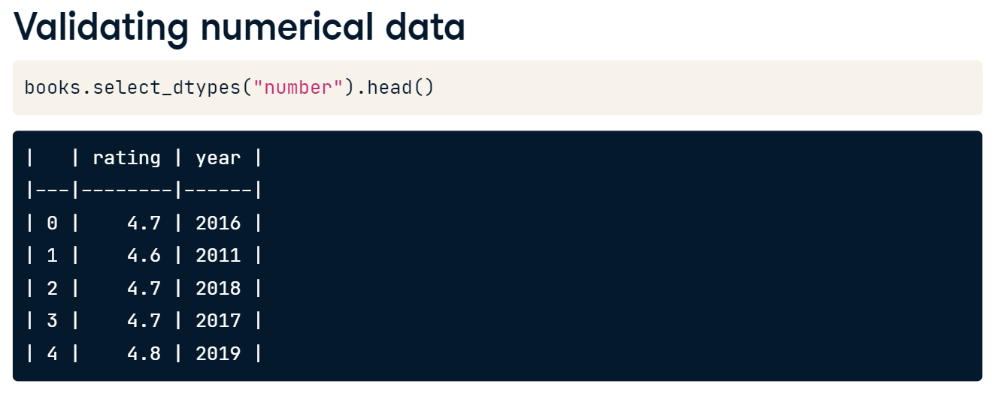 Validating numerical data
books.select_dtypes("number").head()
|   | rating | year |
|---|--------|------|
| 0 |    4.7 | 2016 |
| 1 |    4.6 | 2011 |
| 2 |    4.7 | 2018 |
| 3 |    4.7 | 2017 |
| 4 |    4.8 | 2019 |